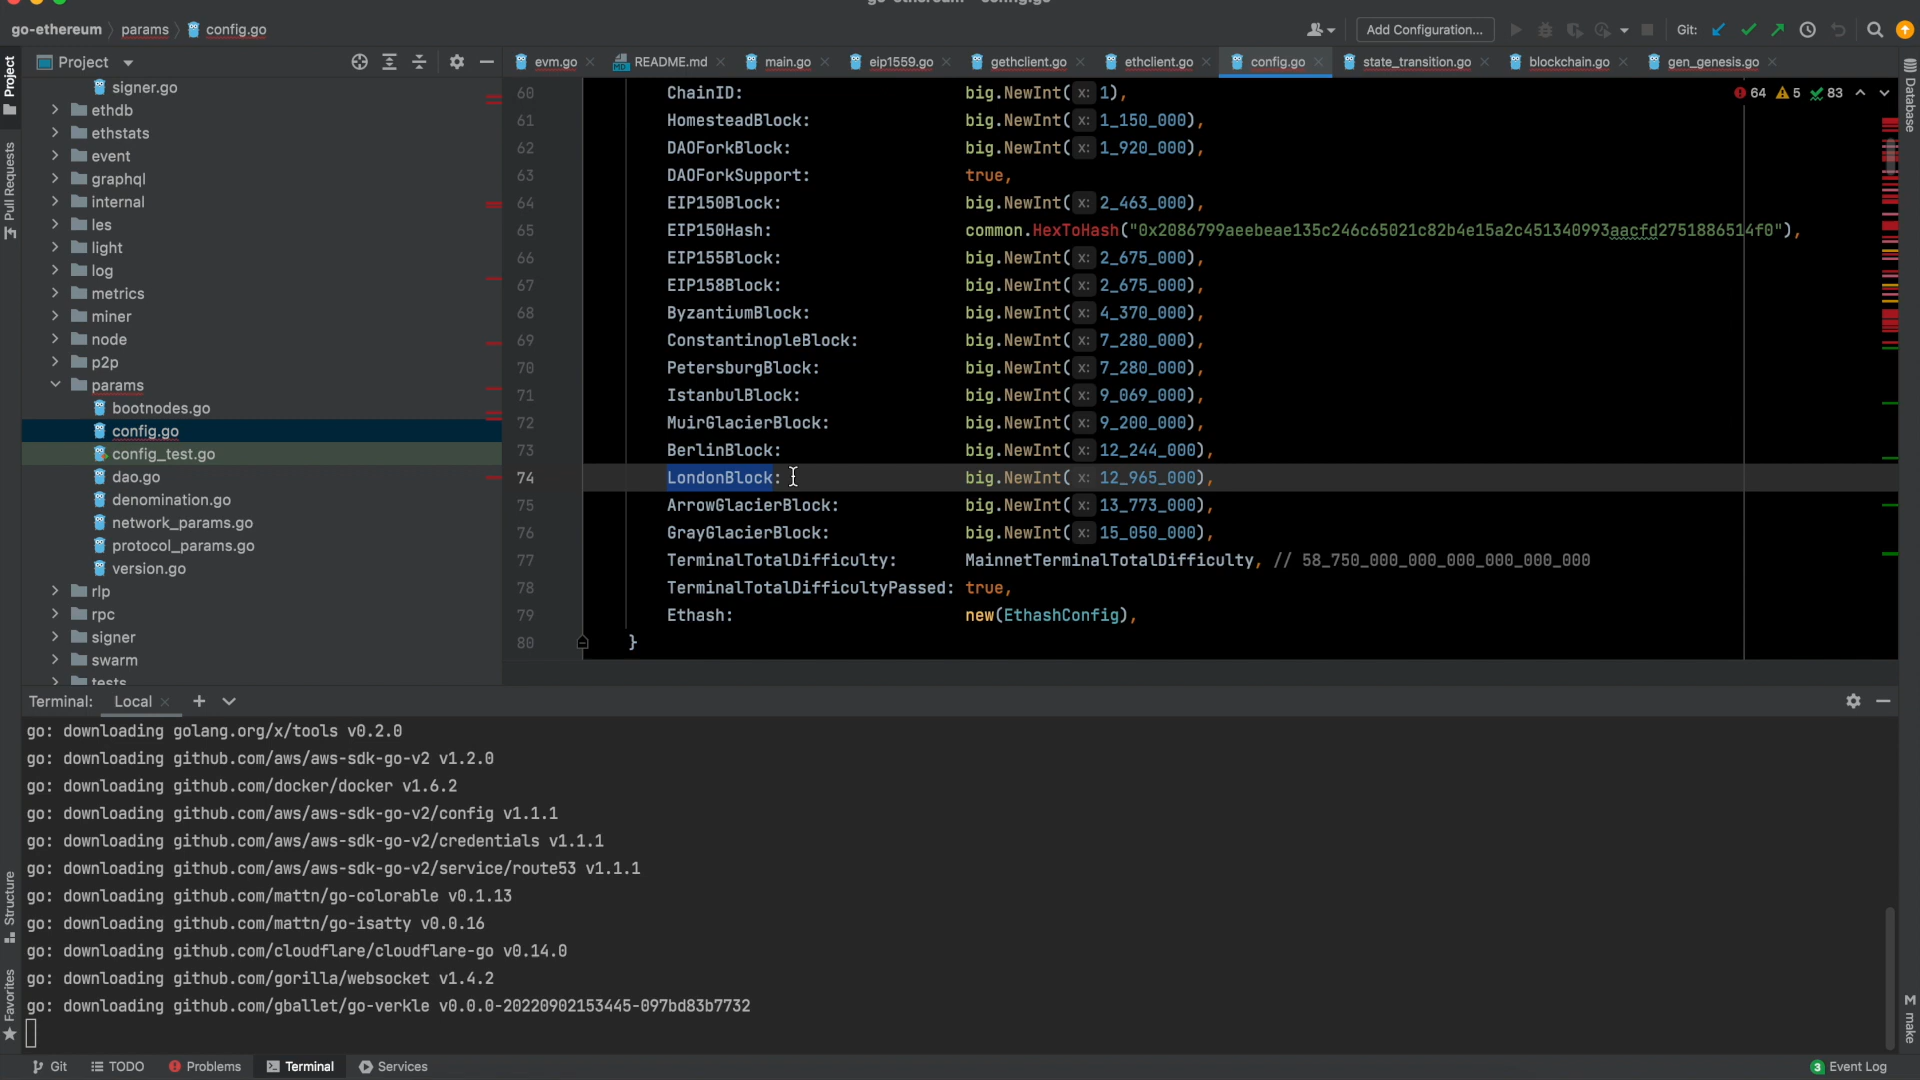 go-ethereum params config.go
Add Configuration...
Git:
Project
evm.go README.md main.go eip1559.go gethclient.go ethclient.go config.go state_transition.go blockchain.go gen_genesis.go
Project
Pull Requests
Structure
Favorites
Database
make
signer.go
ethdb
ethstats
event
graphql
internal
les
light
log
metrics
miner
node
p2p
params
bootnodes.go
config.go
config_test.go
dao.go
denomination.go
network_params.go
protocol_params.go
version.go
rlp
rpc
signer
swarm
tests
64 5 83
60 ChainID: big.NewInt( x: 1),
61 HomesteadBlock: big.NewInt( x: 1_150_000),
62 DAOForkBlock: big.NewInt( x: 1_920_000),
63 DAOForkSupport: true,
64 EIP150Block: big.NewInt( x: 2_463_000),
65 EIP150Hash: common.HexToHash("0x2086799aeebeae135c246c65021c82b4e15a2c451340993aacfd2751886514f0"),
66 EIP155Block: big.NewInt( x: 2_675_000),
67 EIP158Block: big.NewInt( x: 2_675_000),
68 ByzantiumBlock: big.NewInt( x: 4_370_000),
69 ConstantinopleBlock: big.NewInt( x: 7_280_000),
70 PetersburgBlock: big.NewInt( x: 7_280_000),
71 IstanbulBlock: big.NewInt( x: 9_069_000),
72 MuirGlacierBlock: big.NewInt( x: 9_200_000),
73 BerlinBlock: big.NewInt( x: 12_244_000),
74 LondonBlock: big.NewInt( x: 12_965_000),
75 ArrowGlacierBlock: big.NewInt( x: 13_773_000),
76 GrayGlacierBlock: big.NewInt( x: 15_050_000),
77 TerminalTotalDifficulty: MainnetTerminalTotalDifficulty, // 58_750_000_000_000_000_000_000
78 TerminalTotalDifficultyPassed: true,
79 Ethash: new(EthashConfig),
80 }
Terminal: Local
go: downloading golang.org/x/tools v0.2.0
go: downloading github.com/aws/aws-sdk-go-v2 v1.2.0
go: downloading github.com/docker/docker v1.6.2
go: downloading github.com/aws/aws-sdk-go-v2/config v1.1.1
go: downloading github.com/aws/aws-sdk-go-v2/credentials v1.1.1
go: downloading github.com/aws/aws-sdk-go-v2/service/route53 v1.1.1
go: downloading github.com/mattn/go-colorable v0.1.13
go: downloading github.com/mattn/go-isatty v0.0.16
go: downloading github.com/cloudflare/cloudflare-go v0.14.0
go: downloading github.com/gorilla/websocket v1.4.2
go: downloading github.com/gballet/go-verkle v0.0.0-20220902153445-097bd83b7732
Git TODO Problems Terminal Services
3 Event Log